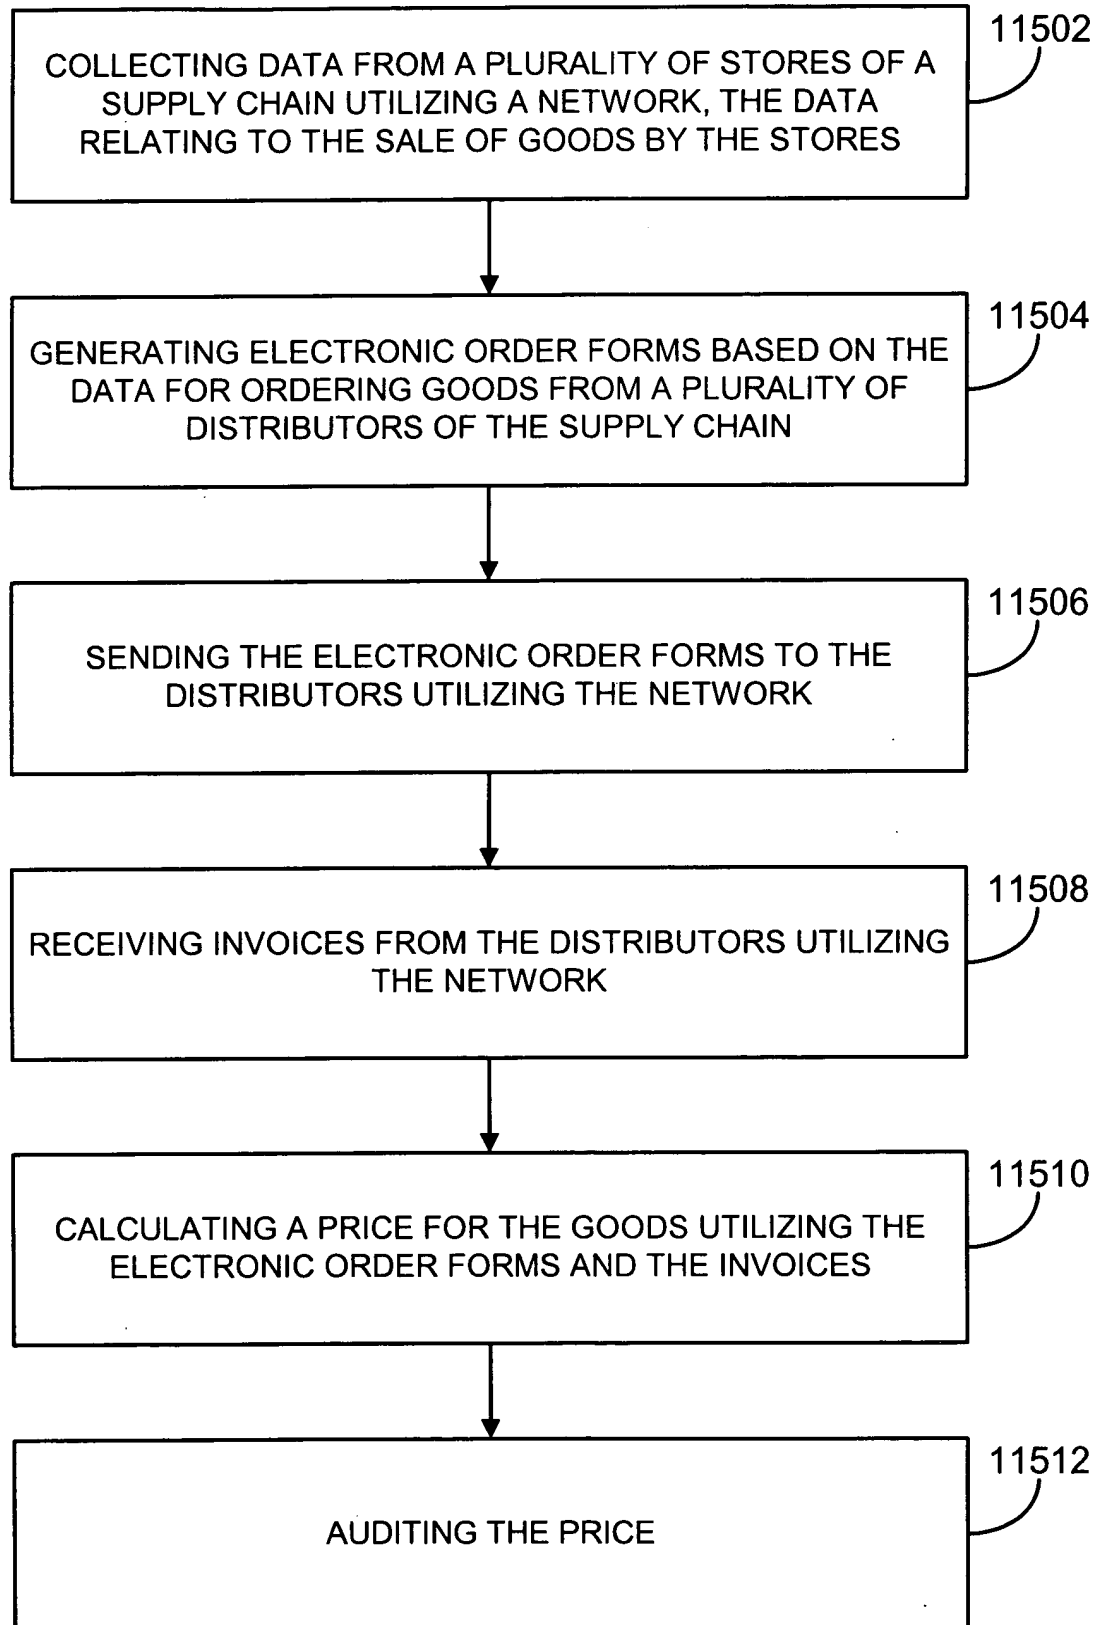 11502
COLLECTING DATA FROM A PLURALITY OF STORES OF A
SUPPLY CHAIN UTILIZING A NETWORK, THE DATA
RELATING TO THE SALE OF GOODS BY THE STORES
11504
GENERATING ELECTRONIC ORDER FORMS BASED ON THE
DATA FOR ORDERING GOODS FROM A PLURALITY OF
DISTRIBUTORS OF THE SUPPLY CHAIN
11506
SENDING THE ELECTRONIC ORDER FORMS TO THE
DISTRIBUTORS UTILIZING THE NETWORK
11508
RECEIVING INVOICES FROM THE DISTRIBUTORS UTILIZING
THE NETWORK
11510
CALCULATING A PRICE FOR THE GOODS UTILIZING THE
ELECTRONIC ORDER FORMS AND THE INVOICES
11512
AUDITING THE PRICE